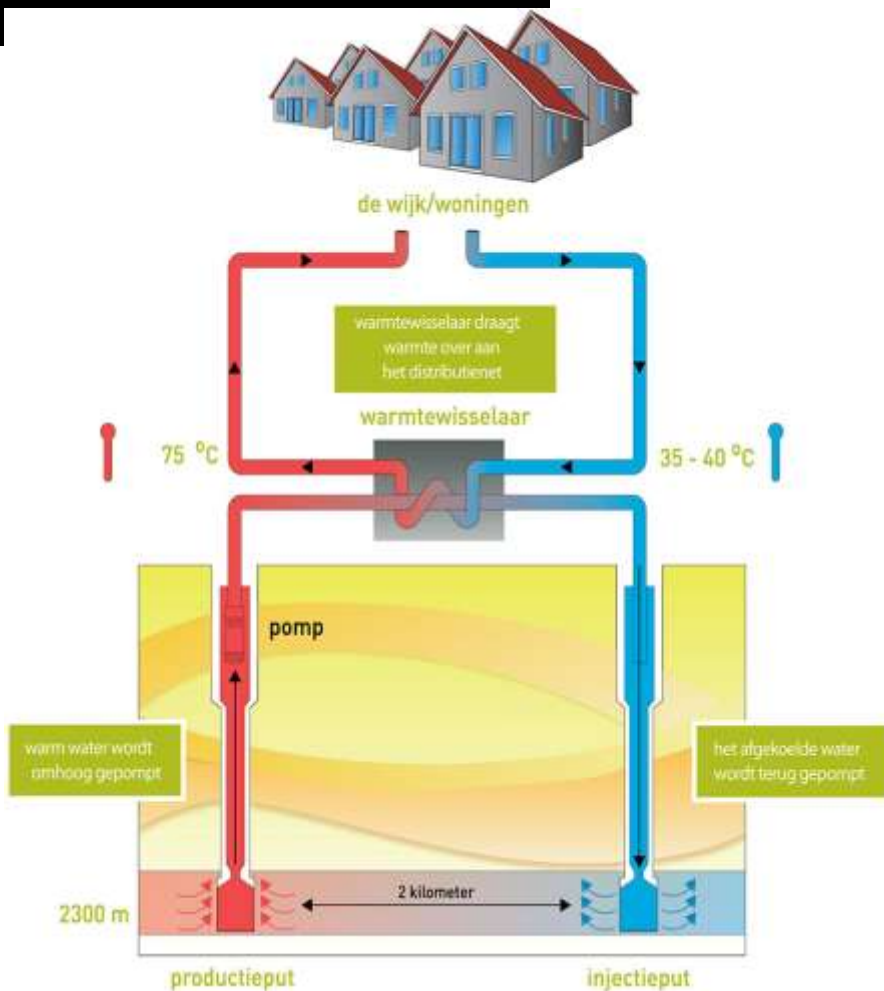 de wijk/woningen
warmtewisselaar draagt
warmte over aan
het distributienet
warmtewisselaar
75 °C
35 - 40 °C
pomp
warm water wordt
omhoog gepompt
het afgekoelde water
wordt terug gepompt
2 kilometer
2300 m
productieput
injectieput